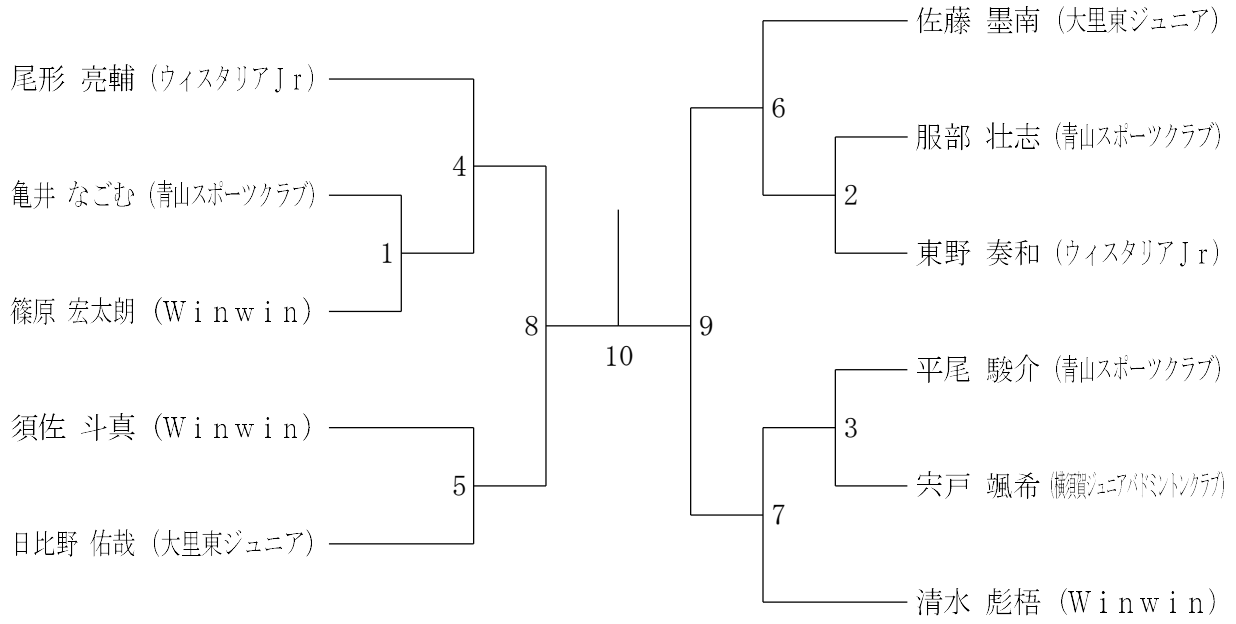 尾形 亮輔 (ウィスタリアＪｒ)
4
亀井 なごむ (青山スポーツクラブ)
1
篠原 宏太朗 (Ｗｉｎｗｉｎ)
8
須佐 斗真 (Ｗｉｎｗｉｎ)
5
日比野 佑哉 (大里東ジュニア)
10
佐藤 墨南 (大里東ジュニア)
6
服部 壮志 (青山スポーツクラブ)
2
東野 奏和 (ウィスタリアＪｒ)
9
平尾 駿介 (青山スポーツクラブ)
3
宍戸 颯希 (横須賀ジュニアバドミントンクラブ)
7
清水 彪梧 (Ｗｉｎｗｉｎ)